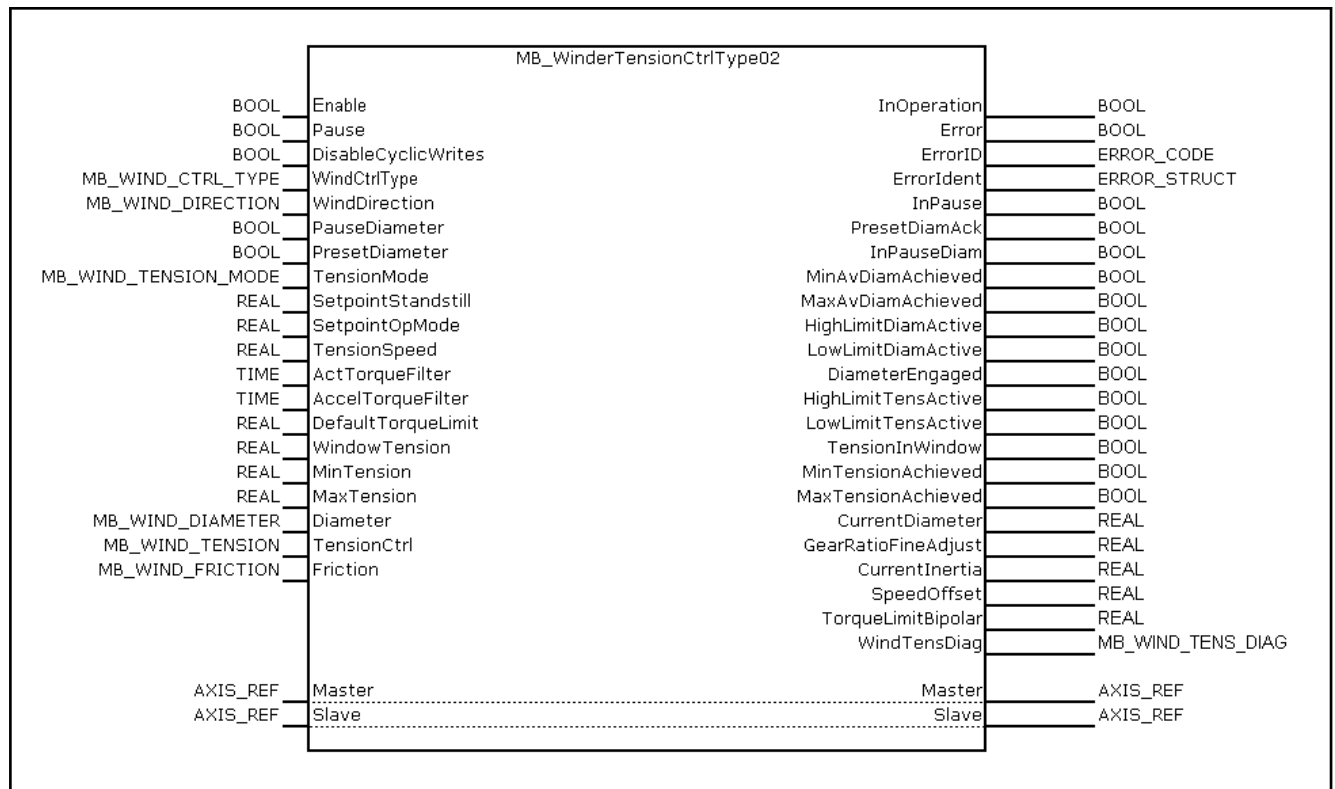 MB_WinderTensionCtrlType02
BOOL Enable InOperation BOOL
BOOL Pause Error BOOL
BOOL DisableCyclicWrites ErrorID ERROR_CODE
MB_WIND_CTRL_TYPE WindCtrlType ErrorIdent ERROR_STRUCT
MB_WIND_DIRECTION WindDirection InPause BOOL
BOOL PauseDiameter PresetDiamAck BOOL
BOOL PresetDiameter InPauseDiam BOOL
MB_WIND_TENSION_MODE TensionMode MinAvDiamAchieved BOOL
REAL SetpointStandstill MaxAvDiamAchieved BOOL
REAL SetpointOpMode HighLimitDiamActive BOOL
REAL TensionSpeed LowLimitDiamActive BOOL
TIME ActTorqueFilter DiameterEngaged BOOL
TIME AccelTorqueFilter HighLimitTensActive BOOL
REAL DefaultTorqueLimit LowLimitTensActive BOOL
REAL WindowTension TensionInWindow BOOL
REAL MinTension MinTensionAchieved BOOL
REAL MaxTension MaxTensionAchieved BOOL
MB_WIND_DIAMETER Diameter CurrentDiameter REAL
MB_WIND_TENSION TensionCtrl GearRatioFineAdjust REAL
MB_WIND_FRICTION Friction CurrentInertia REAL
SpeedOffset REAL
TorqueLimitBipolar REAL
WindTensDiag MB_WIND_TENS_DIAG
AXIS_REF Master Master AXIS_REF
AXIS_REF Slave Slave AXIS_REF